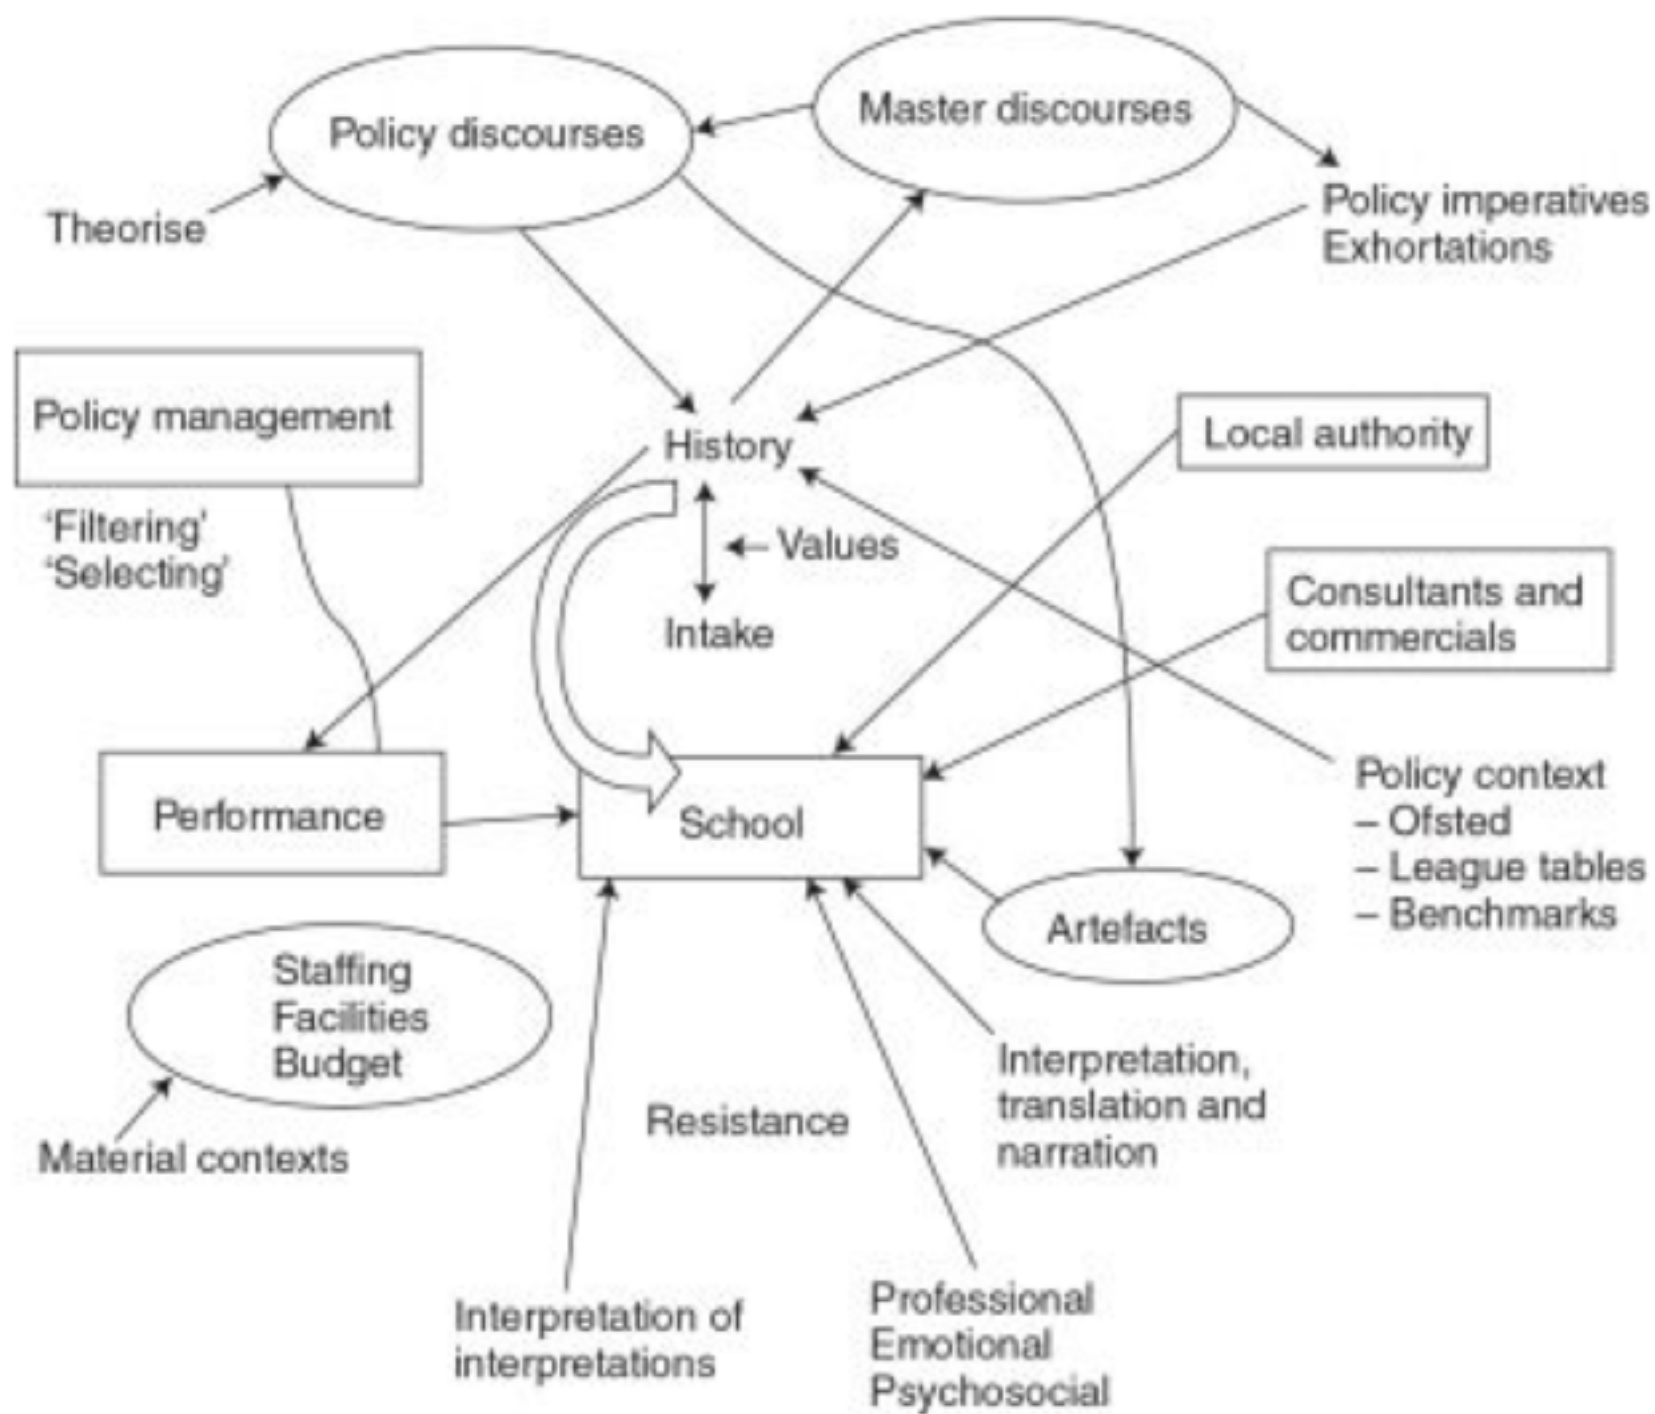 Master discourses
Policy discourses
Policy imperatives
Exhortations
Theorise
Policy management
Local authority
History
‘Filtering’
‘Selecting’
Values
Consultants and
commercials
Intake
Policy context
– Ofsted
– League tables
– Benchmarks
Performance
School
Artefacts
Staffing
Facilities
Budget
Interpretation,
translation and
narration
Resistance
Material contexts
Interpretation of
interpretations
Professional
Emotional
Psychosocial